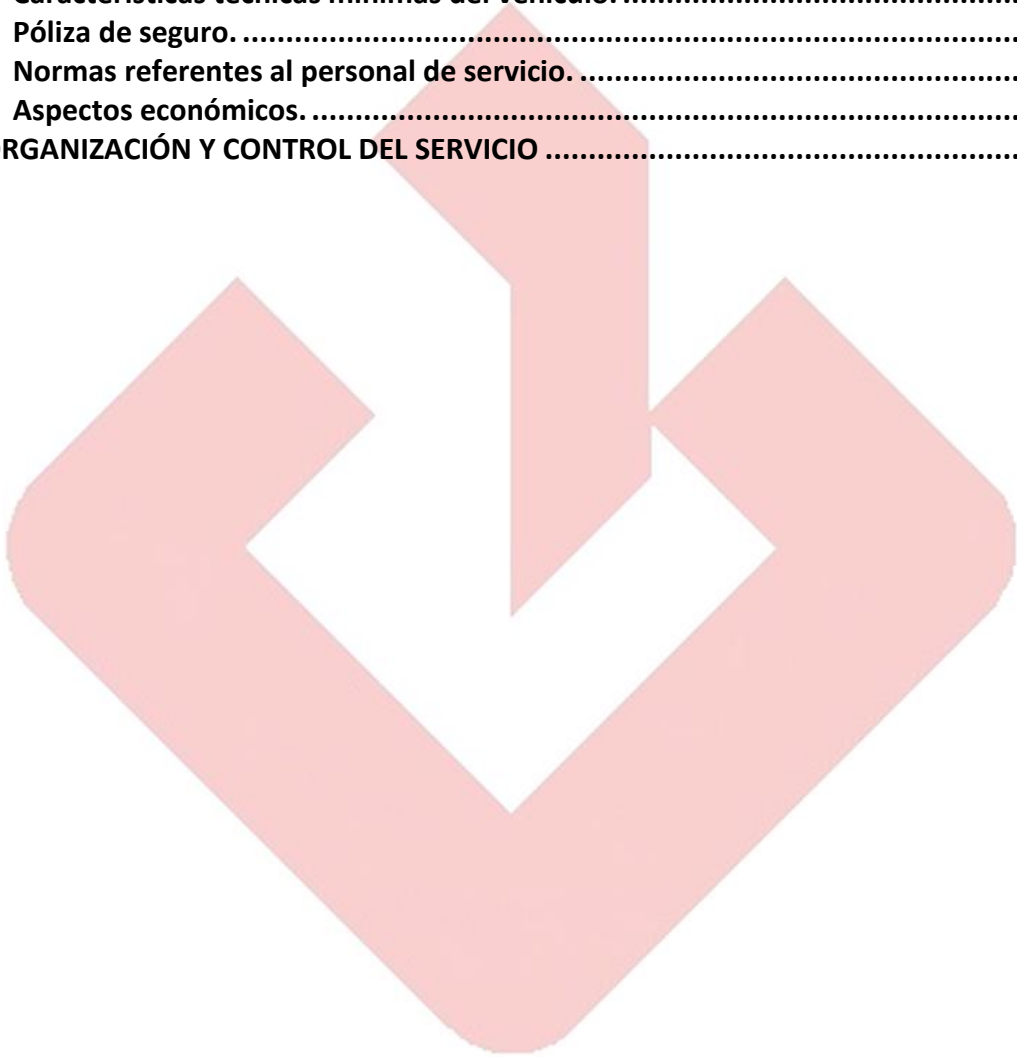 Características técnicas mínimas del vehículo. ........................................................
Póliza de seguro. ..........................................................................................................
Normas referentes al personal de servicio. ............................................................
Aspectos económicos. ...............................................................................................
RGANIZACIÓN Y CONTROL DEL SERVICIO .................................................................